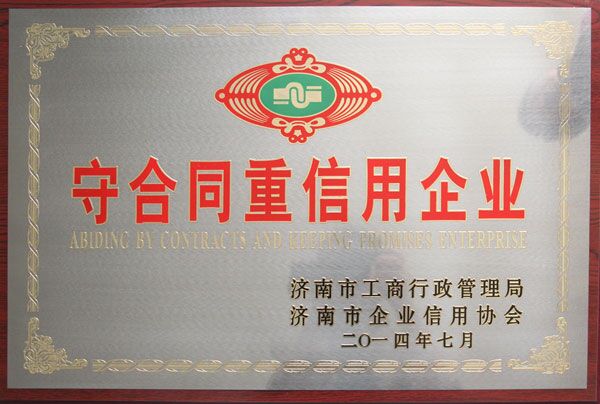 守合同重信用企业
ABIDING BY CONTRACTS AND KEEPING PROMISES ENTERPRISE
济南市工商行政管理局
济南市企业信用协会
二〇一四年七月